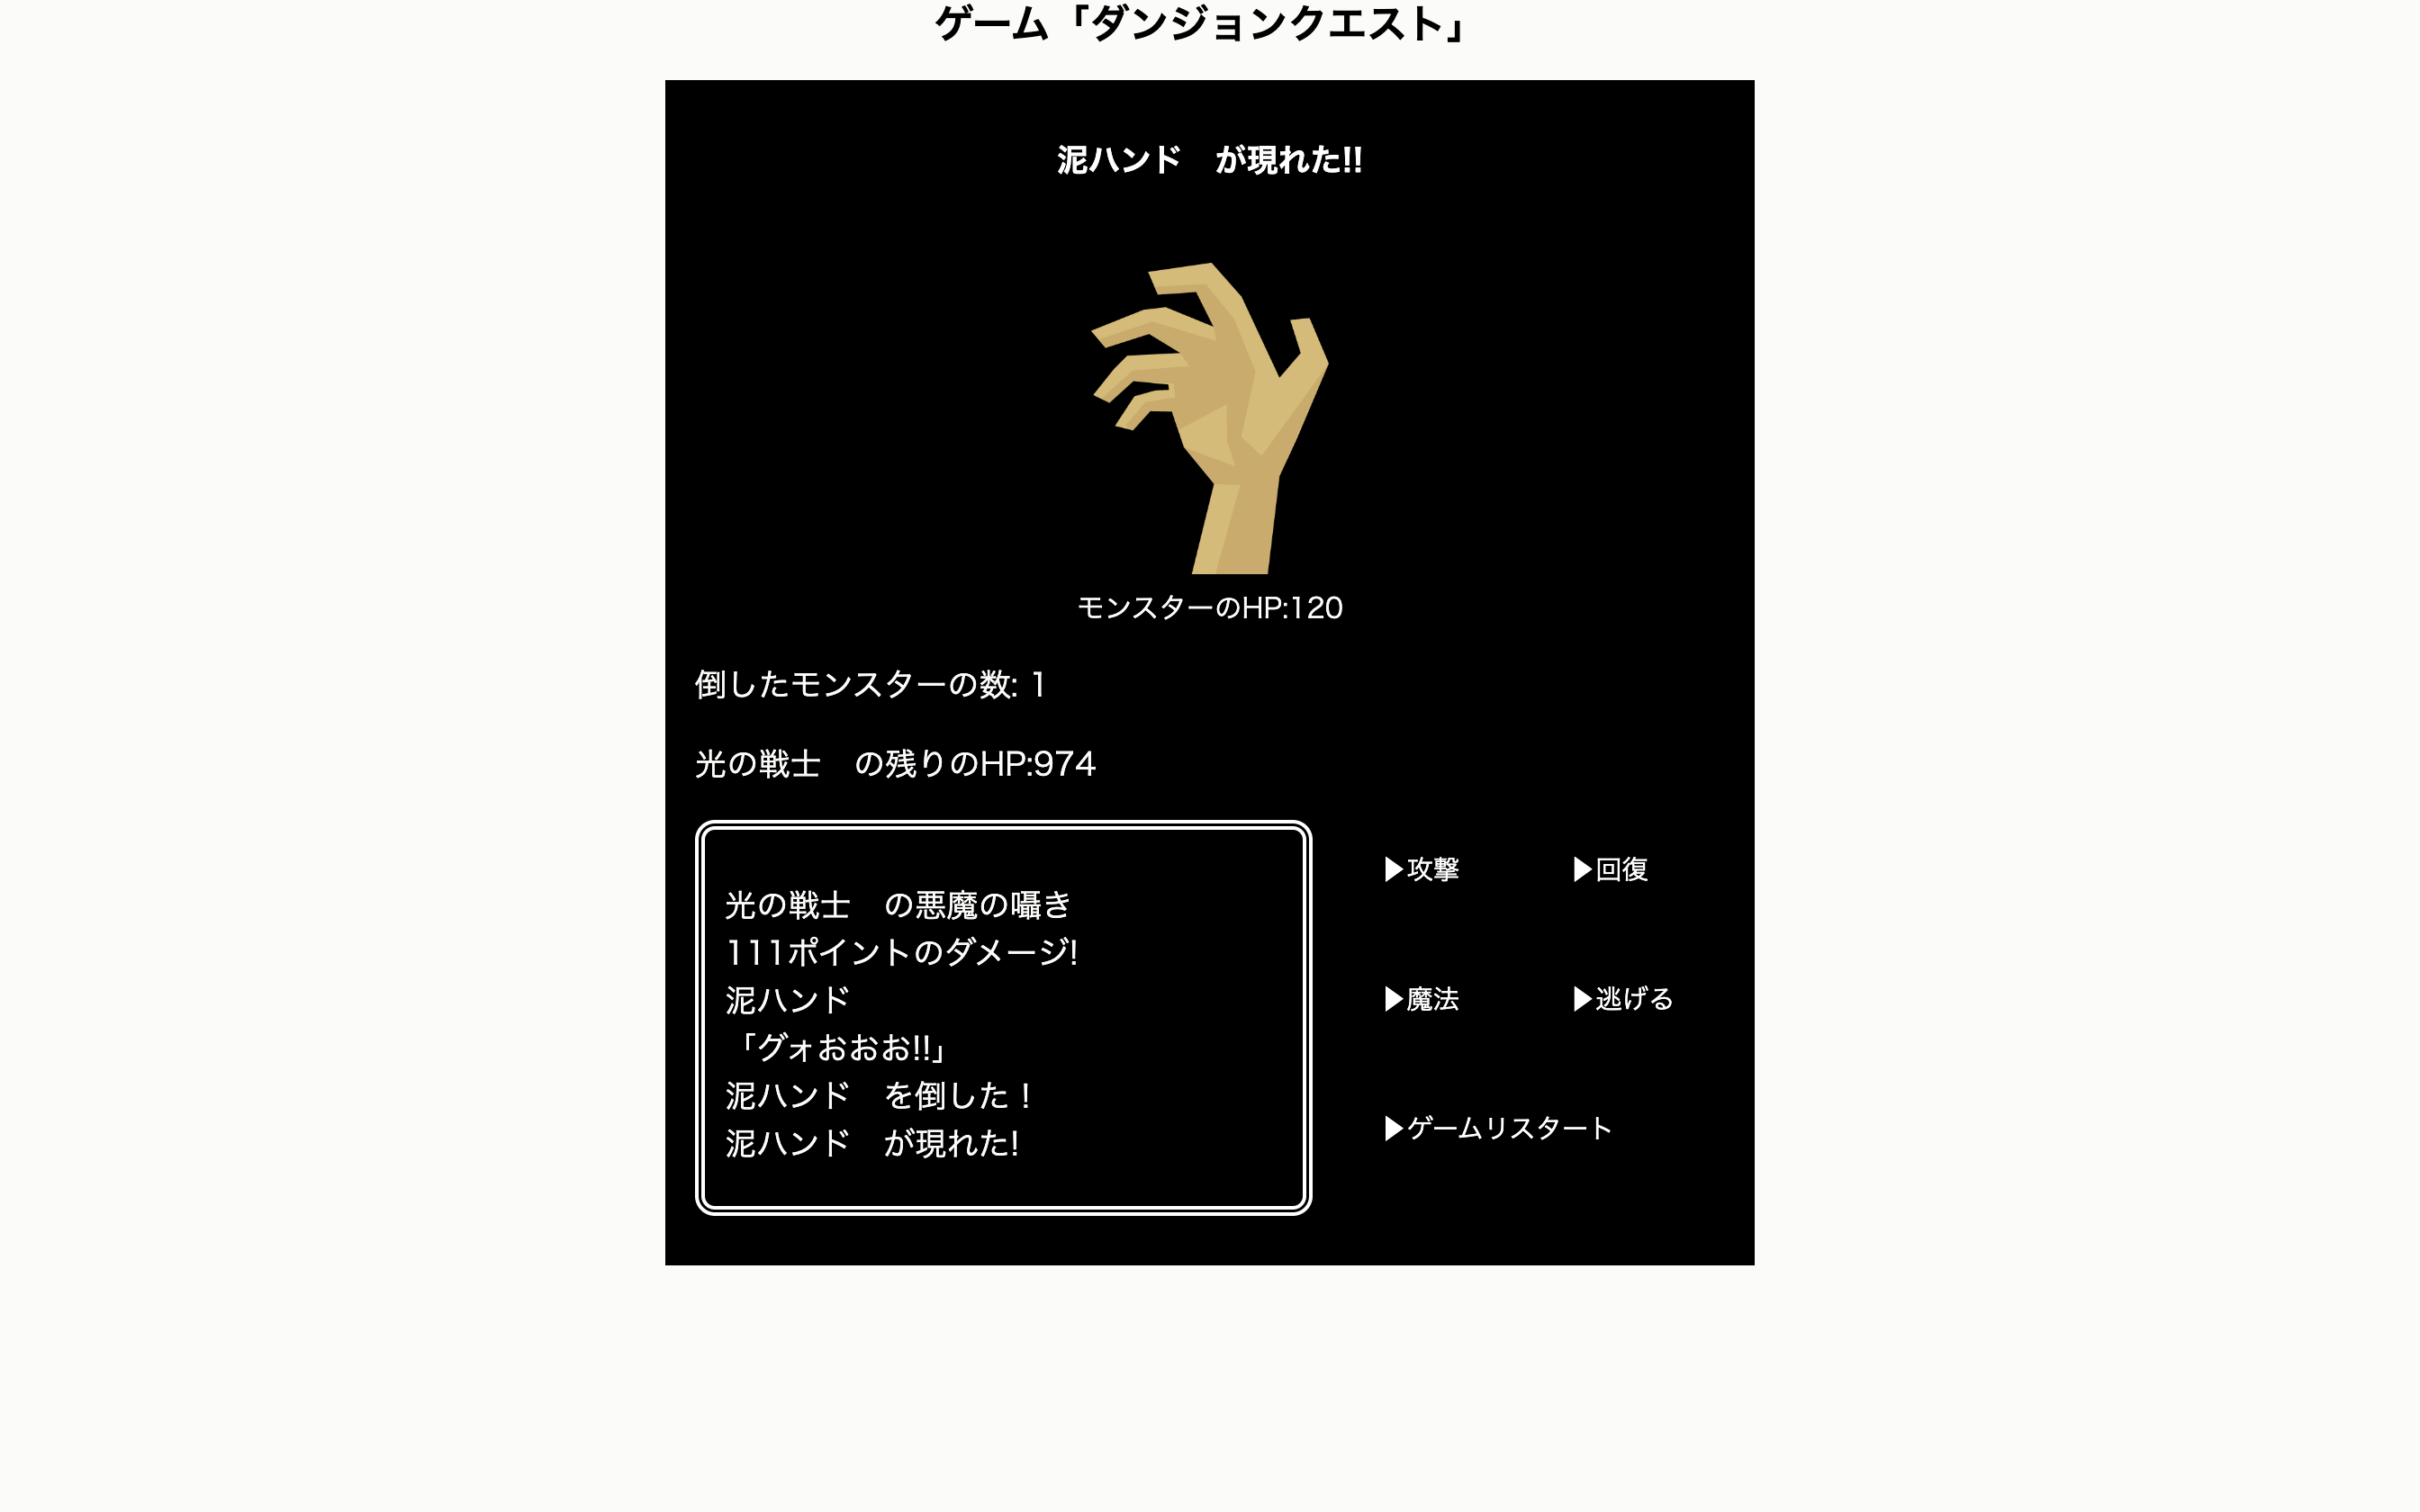 ゲーム「ダンジョンクエスト」
泥ハンド　が現れた!!
モンスターのHP:120
倒したモンスターの数: 1
光の戦士　の残りのHP:974
光の戦士　の悪魔の囁き
111ポイントのダメージ!
泥ハンド
「グォおおお!!」
泥ハンド　を倒した！
泥ハンド　が現れた!
▶攻撃　▶回復
▶魔法　▶逃げる
▶ゲームリスタート